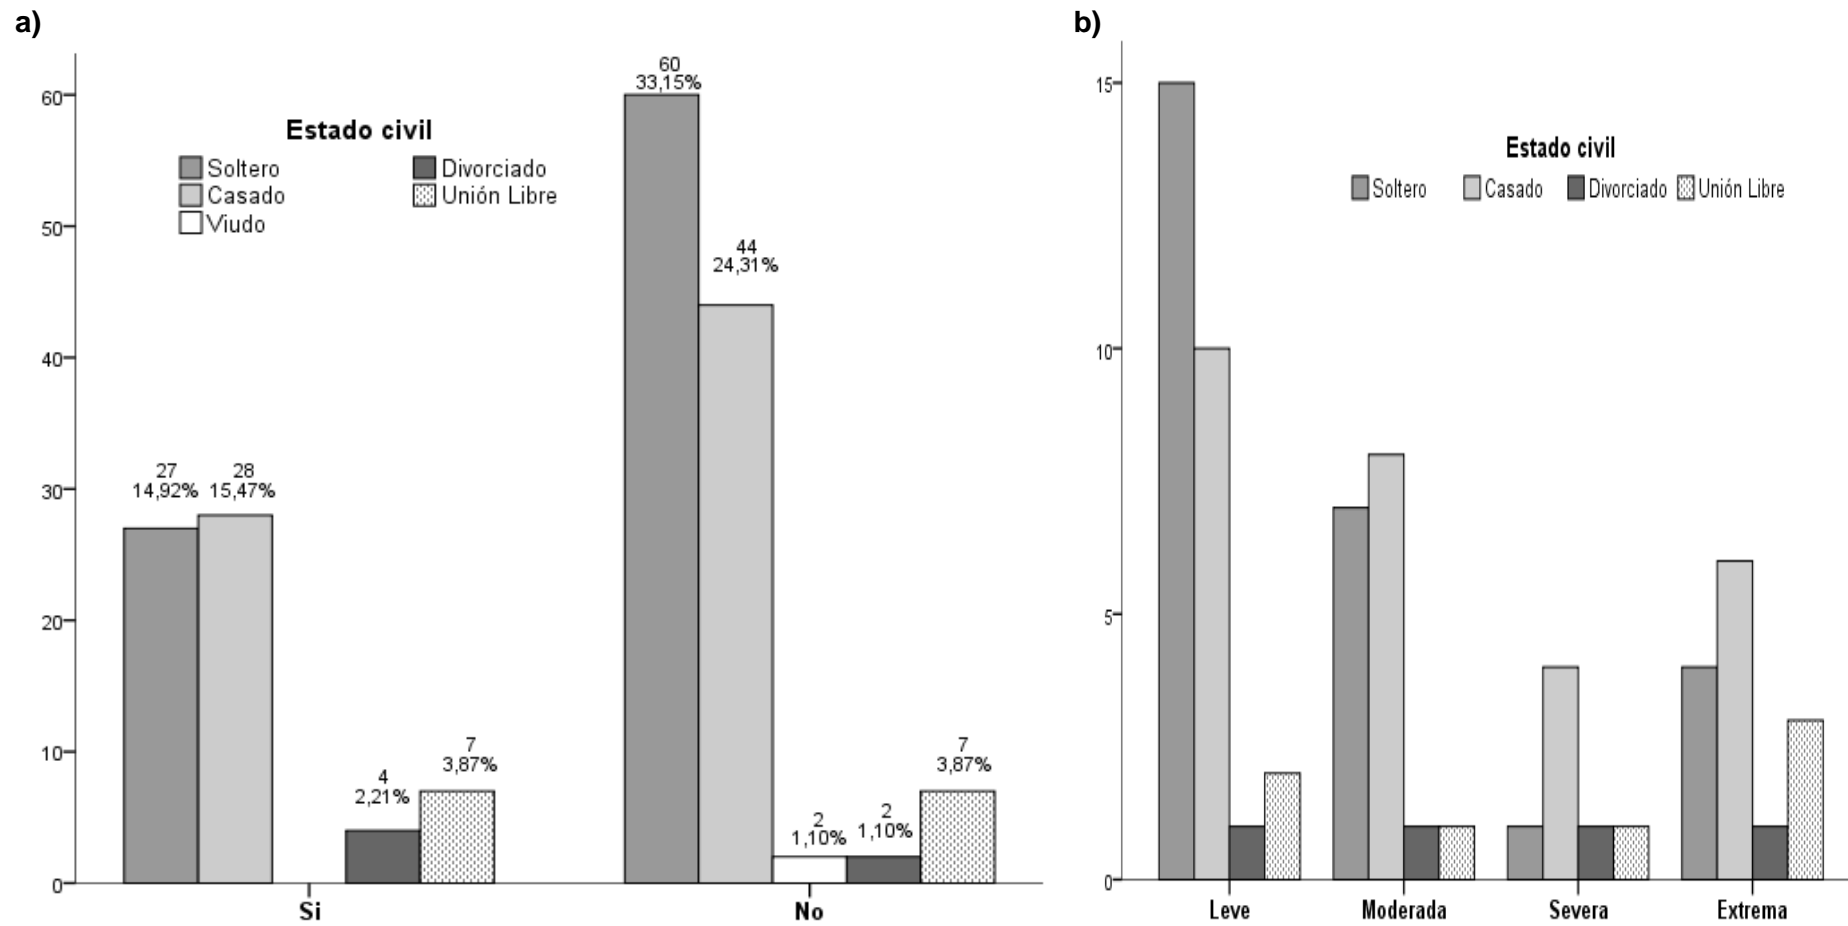 a)
60
33,15%
60
Estado civil
Soltero
Divorciado
Casado
Unión Libre
Viudo
50
44
24,31%
40
27
14,92%
28
15,47%
30
20
7
3,87%
7
3,87%
10
4
2,21%
2
1,10%
2
1,10%
0
Si
No
b)
15
Estado civil
Soltero
Casado
Divorciado
Unión Libre
10
5
0
Leve
Moderada
Severa
Extrema